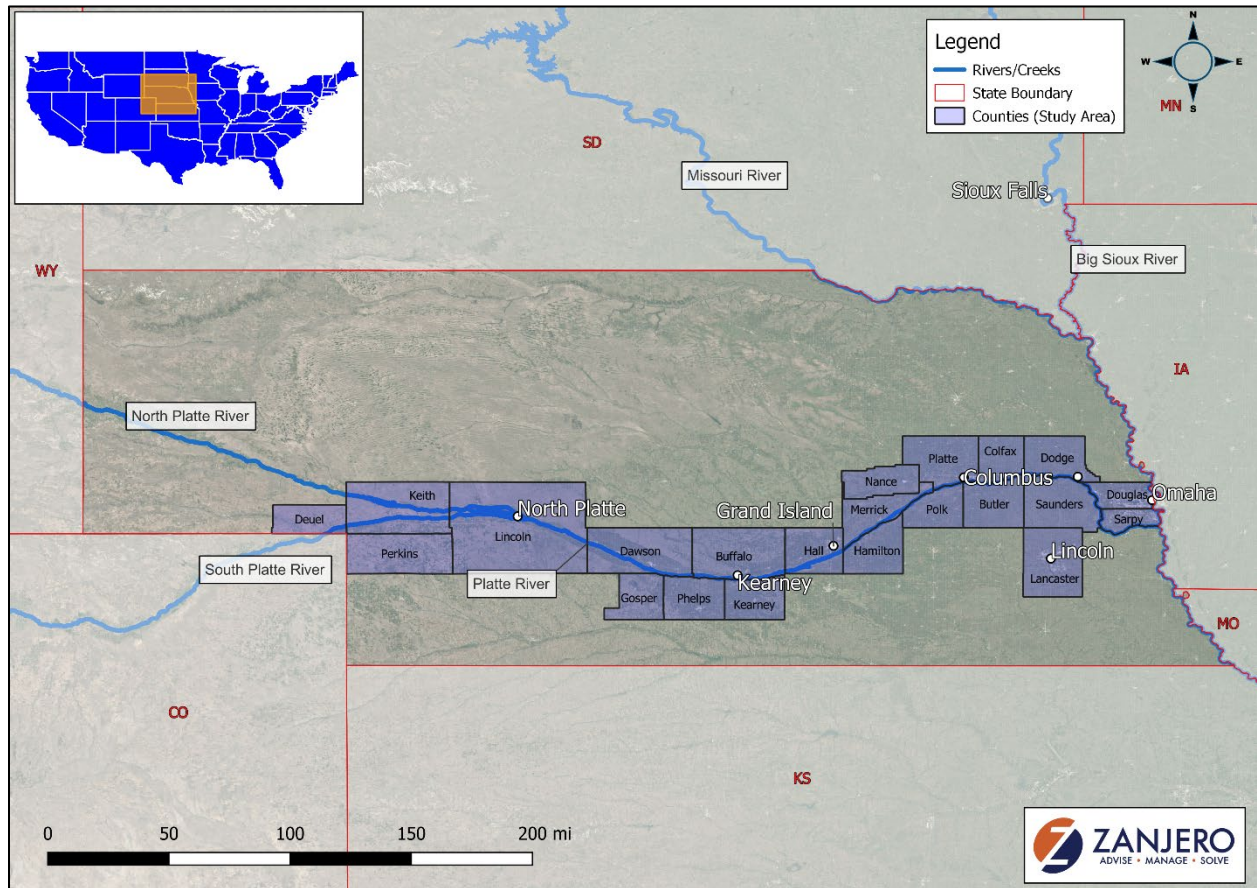 Legend
Rivers/Creeks
State Boundary
Counties (Study Area)
N
W
E
S
MN
SD
Missouri River
Sioux Falls
WY
Big Sioux River
IA
North Platte River
Platte
Colfax
Dodge
Nance
Columbus
Keith
Douglas
Omaha
North Platte
Grand Island
Merrick
Polk
Butler
Saunders
Deuel
Sarpy
Lincoln
Perkins
Dawson
Buffalo
Hall
Hamilton
Lincoln
South Platte River
Platte River
Kearney
Lancaster
Gosper
Phelps
Kearney
MO
CO
KS
0
50
100
150
200 mi
Z
ZANJERO
ADVISE • MANAGE • SOLVE